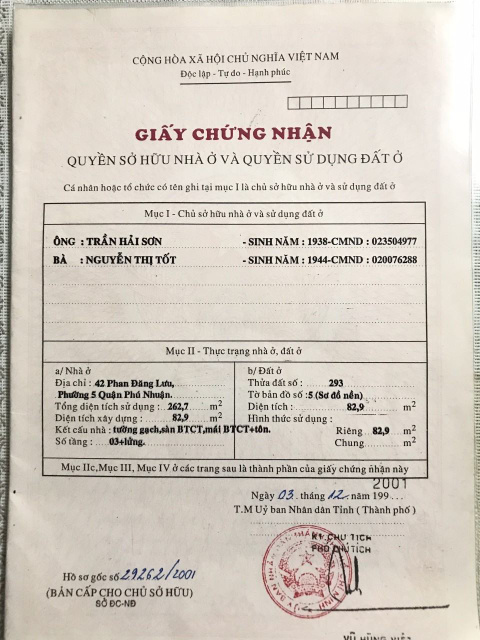 CỘNG HÒA XÃ HỘI CHỦ NGHĨA VIỆT NAM
Độc lập - Tự do - Hạnh phúc
GIẤY CHỨNG NHẬN
QUYỀN SỞ HỮU NHÀ Ở VÀ QUYỀN SỬ DỤNG ĐẤT Ở
Cá nhân hoặc tổ chức có tên ghi tại mục I là chủ sở hữu nhà ở và sử dụng đất ở
Mục I - Chủ sở hữu nhà ở và sử dụng đất ở
ÔNG : TRẦN HẢI SƠN - SINH NĂM : 1938-CMND : 023504977
BÀ : NGUYỄN THỊ TỐT - SINH NĂM : 1944-CMND : 020076288
Mục II - Thực trạng nhà ở, đất ở
a/ Nhà ở
Địa chỉ : 42 Phan Đăng Lưu,
Phường 5 Quận Phú Nhuận.
Tổng diện tích sử dụng : 262,7 m2
Diện tích xây dựng : 82,9 m2
Kết cấu nhà : tường gạch,sàn BTCT,mái BTCT+tôn.
Số tầng : 03+lửng.
b/ Đất ở
Thửa đất số : 293
Tờ bản đồ số :5 (Sơ đồ nền)
Diện tích : 82,9 m2
Hình thức sử dụng :
Riêng 82,9 m2
Chung m2
Mục IIc,Mục III, Mục IV ở các trang sau là thành phần của giấy chứng nhận này
2001
Ngày 03. tháng 12. năm 199....
T.M Uỷ ban Nhân dân Tỉnh ( Thành phố )
KT. CHỦ TỊCH
PHÓ CHỦ TỊCH
Hồ sơ gốc số 29262/2001
(BẢN CẤP CHO CHỦ SỞ HỮU)
SỞ ĐC-NĐ